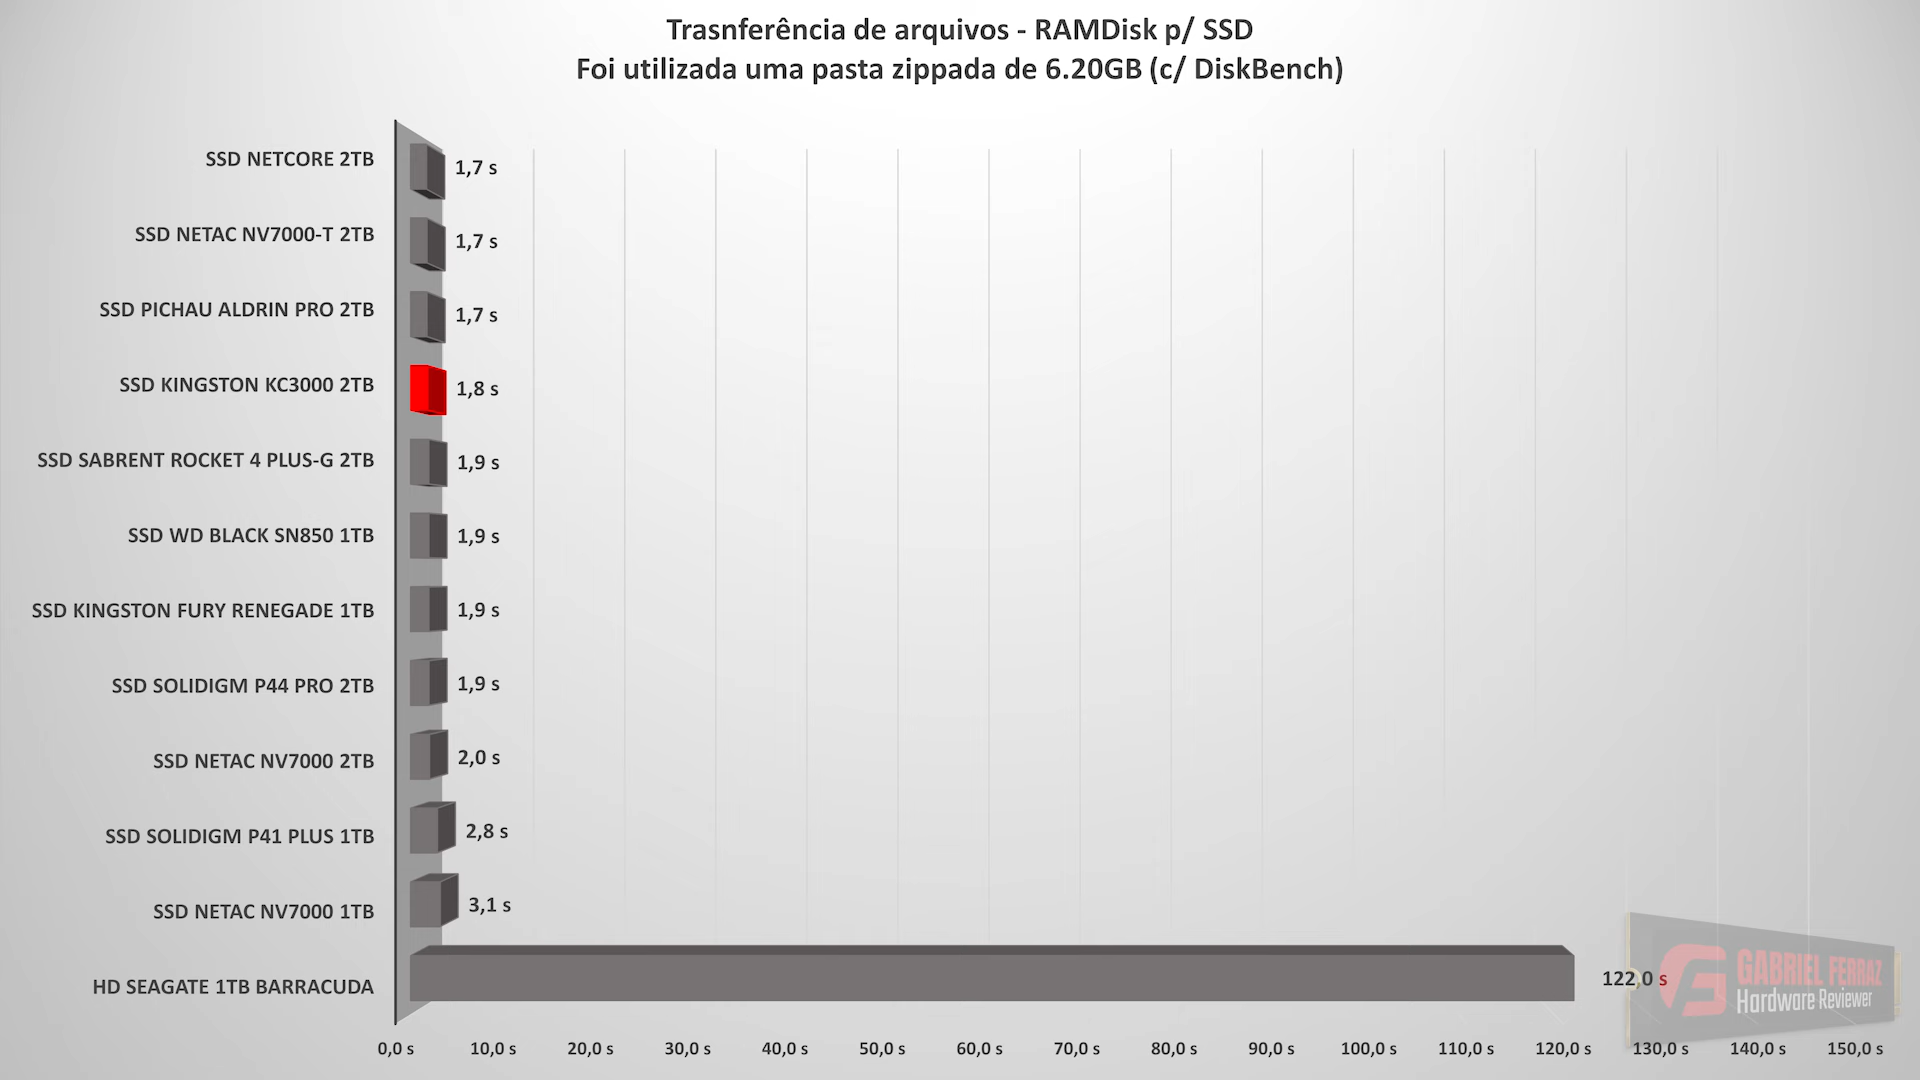 Trasnferência de arquivos - RAMDisk p/ SSD
Foi utilizada uma pasta zippada de 6.20GB (c/ DiskBench)
SSD NETCORE 2TB 1,7 s
SSD NETAC NV7000-T 2TB 1,7 s
SSD PICHAU ALDRIN PRO 2TB 1,7 s
SSD KINGSTON KC3000 2TB 1,8 s
SSD SABRENT ROCKET 4 PLUS-G 2TB 1,9 s
SSD WD BLACK SN850 1TB 1,9 s
SSD KINGSTON FURY RENEGADE 1TB 1,9 s
SSD SOLIDIGM P44 PRO 2TB 1,9 s
SSD NETAC NV7000 2TB 2,0 s
SSD SOLIDIGM P41 PLUS 1TB 2,8 s
SSD NETAC NV7000 1TB 3,1 s
HD SEAGATE 1TB BARRACUDA 122,0 s
GABRIEL FERRAZ
Hardware Reviewer
0,0 s 10,0 s 20,0 s 30,0 s 40,0 s 50,0 s 60,0 s 70,0 s 80,0 s 90,0 s 100,0 s 110,0 s 120,0 s 130,0 s 140,0 s 150,0 s